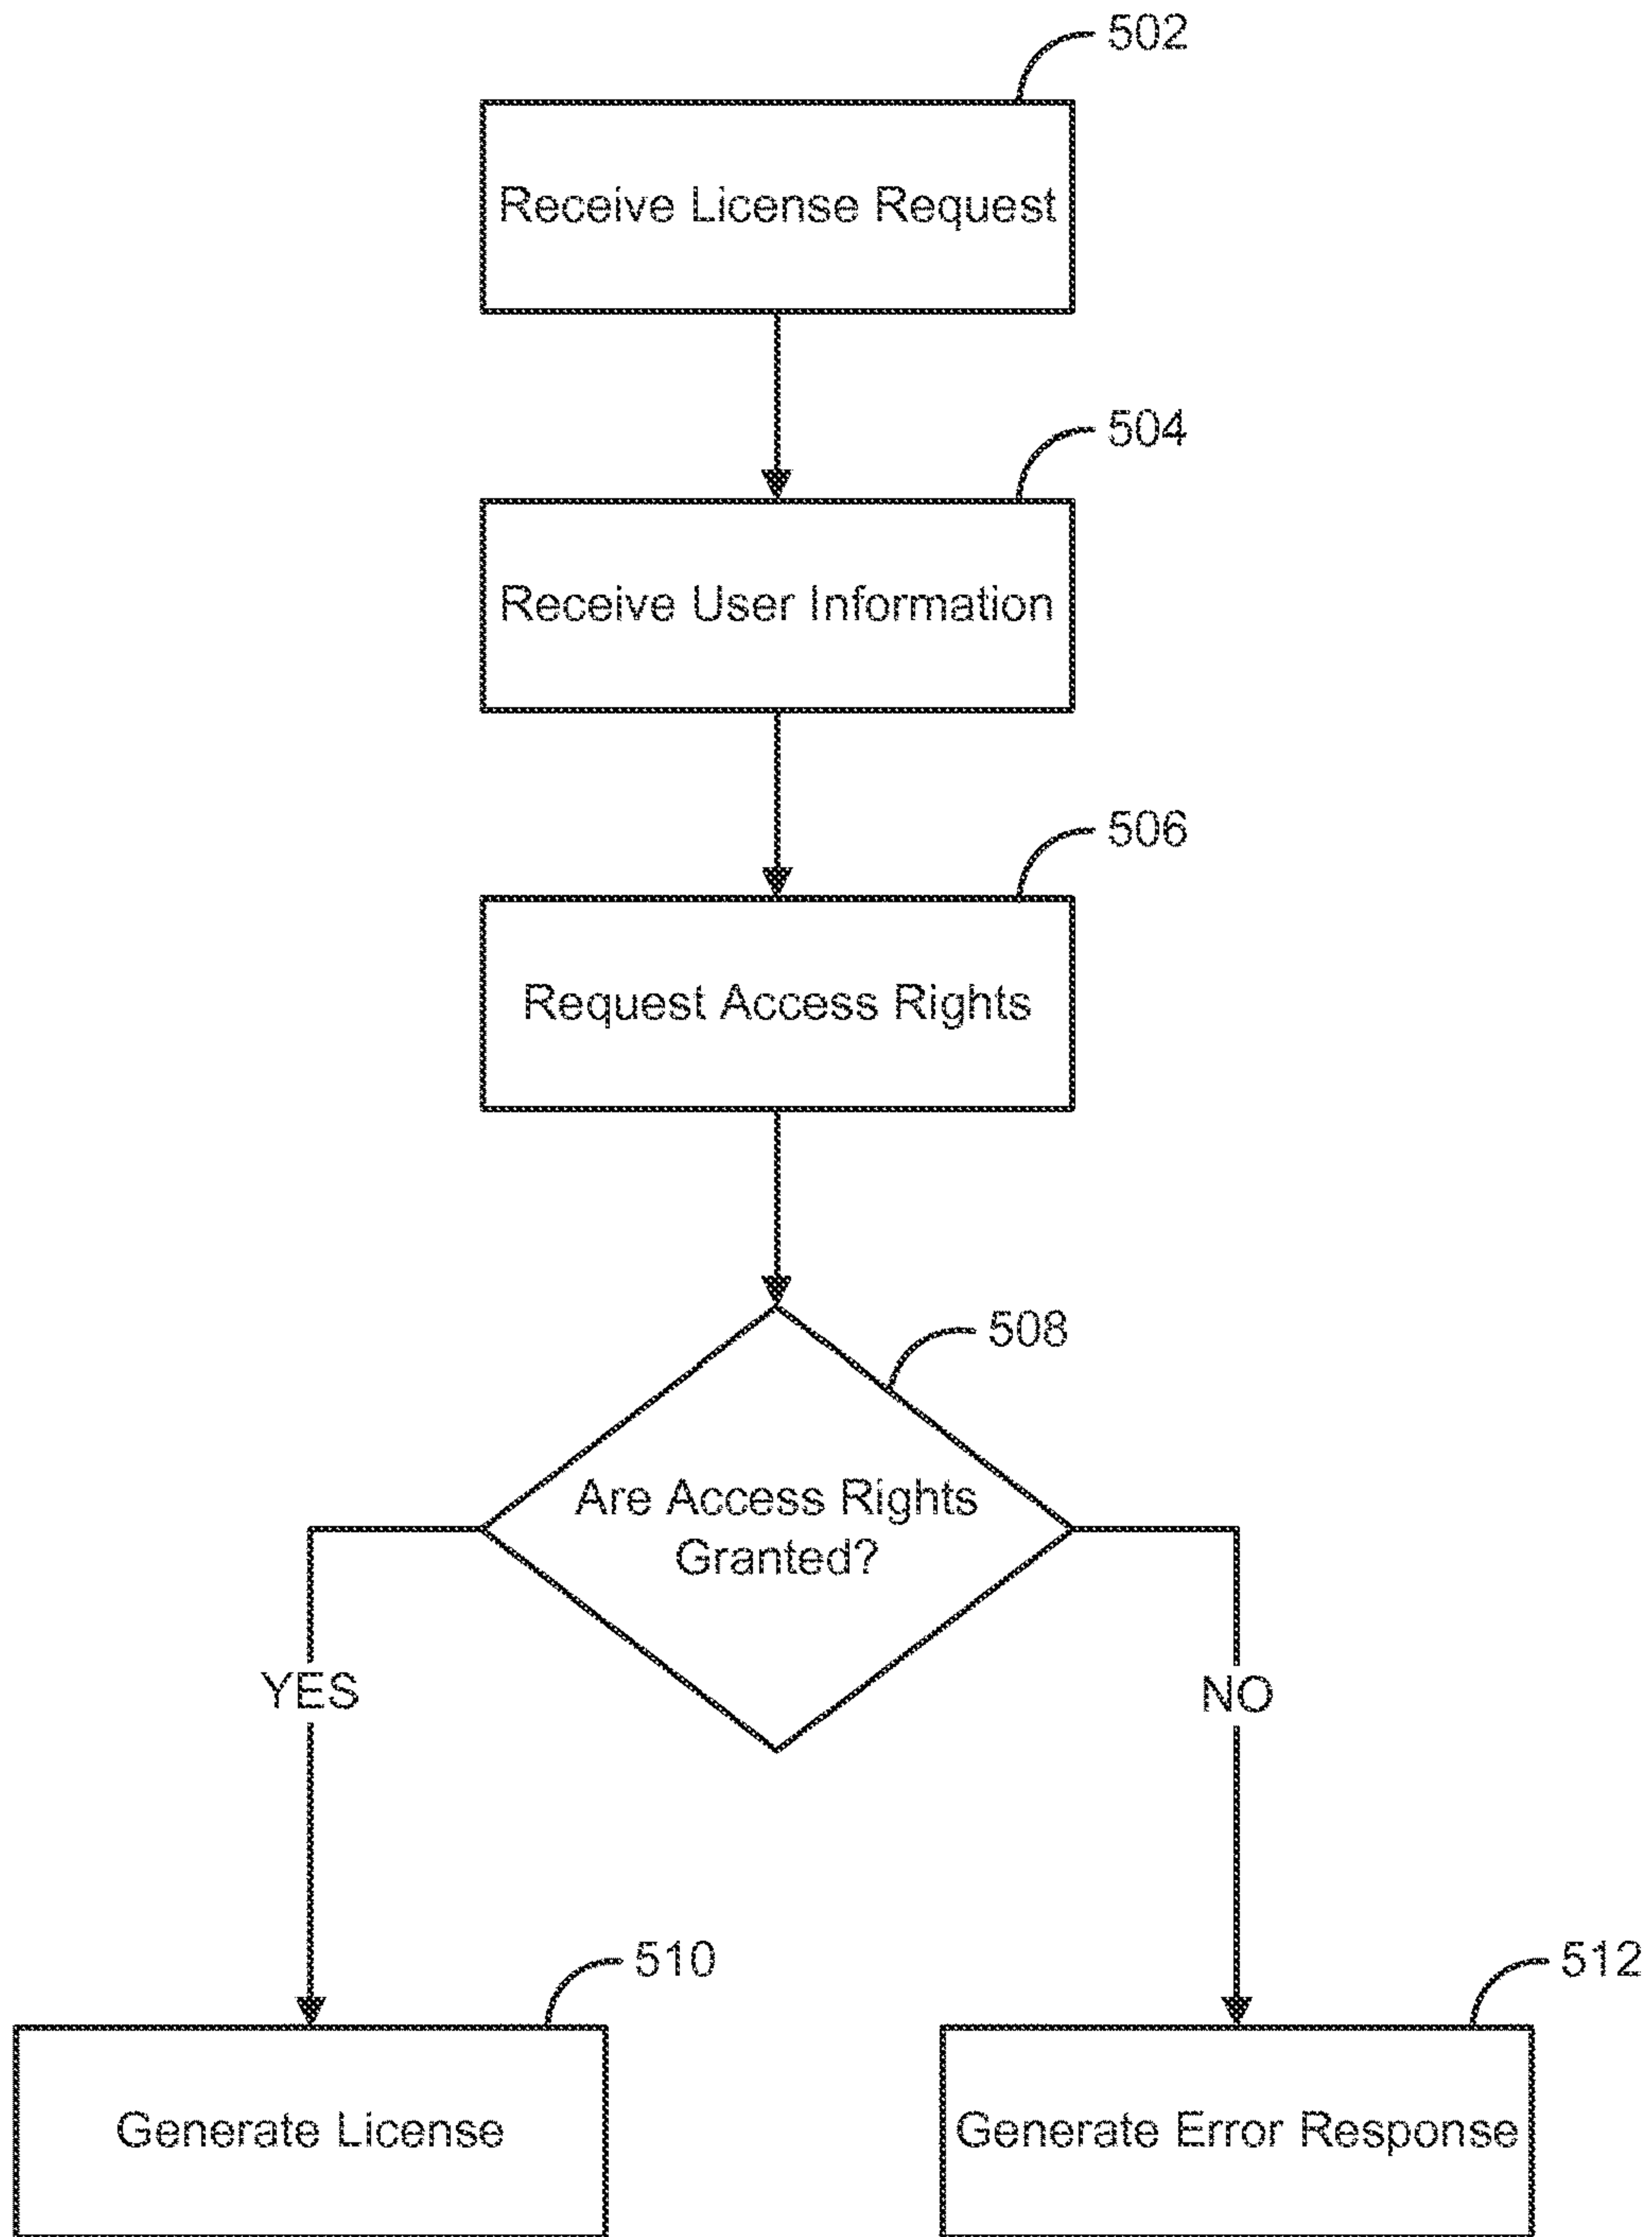 502
Receive License Request
504
Receive User Information
506
Request Access Rights
508
Are Access Rights
Granted?
YES
NO
510
512
Generate License
Generate Error Response